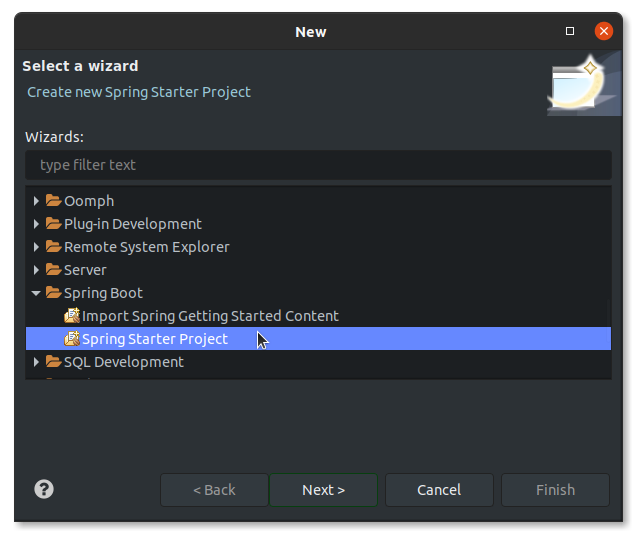 New
Select a wizard
Create new Spring Starter Project
Wizards:
type filter text
Oomph
Plug-in Development
Remote System Explorer
Server
Spring Boot
Import Spring Getting Started Content
Spring Starter Project
SQL Development
< Back Next > Cancel Finish